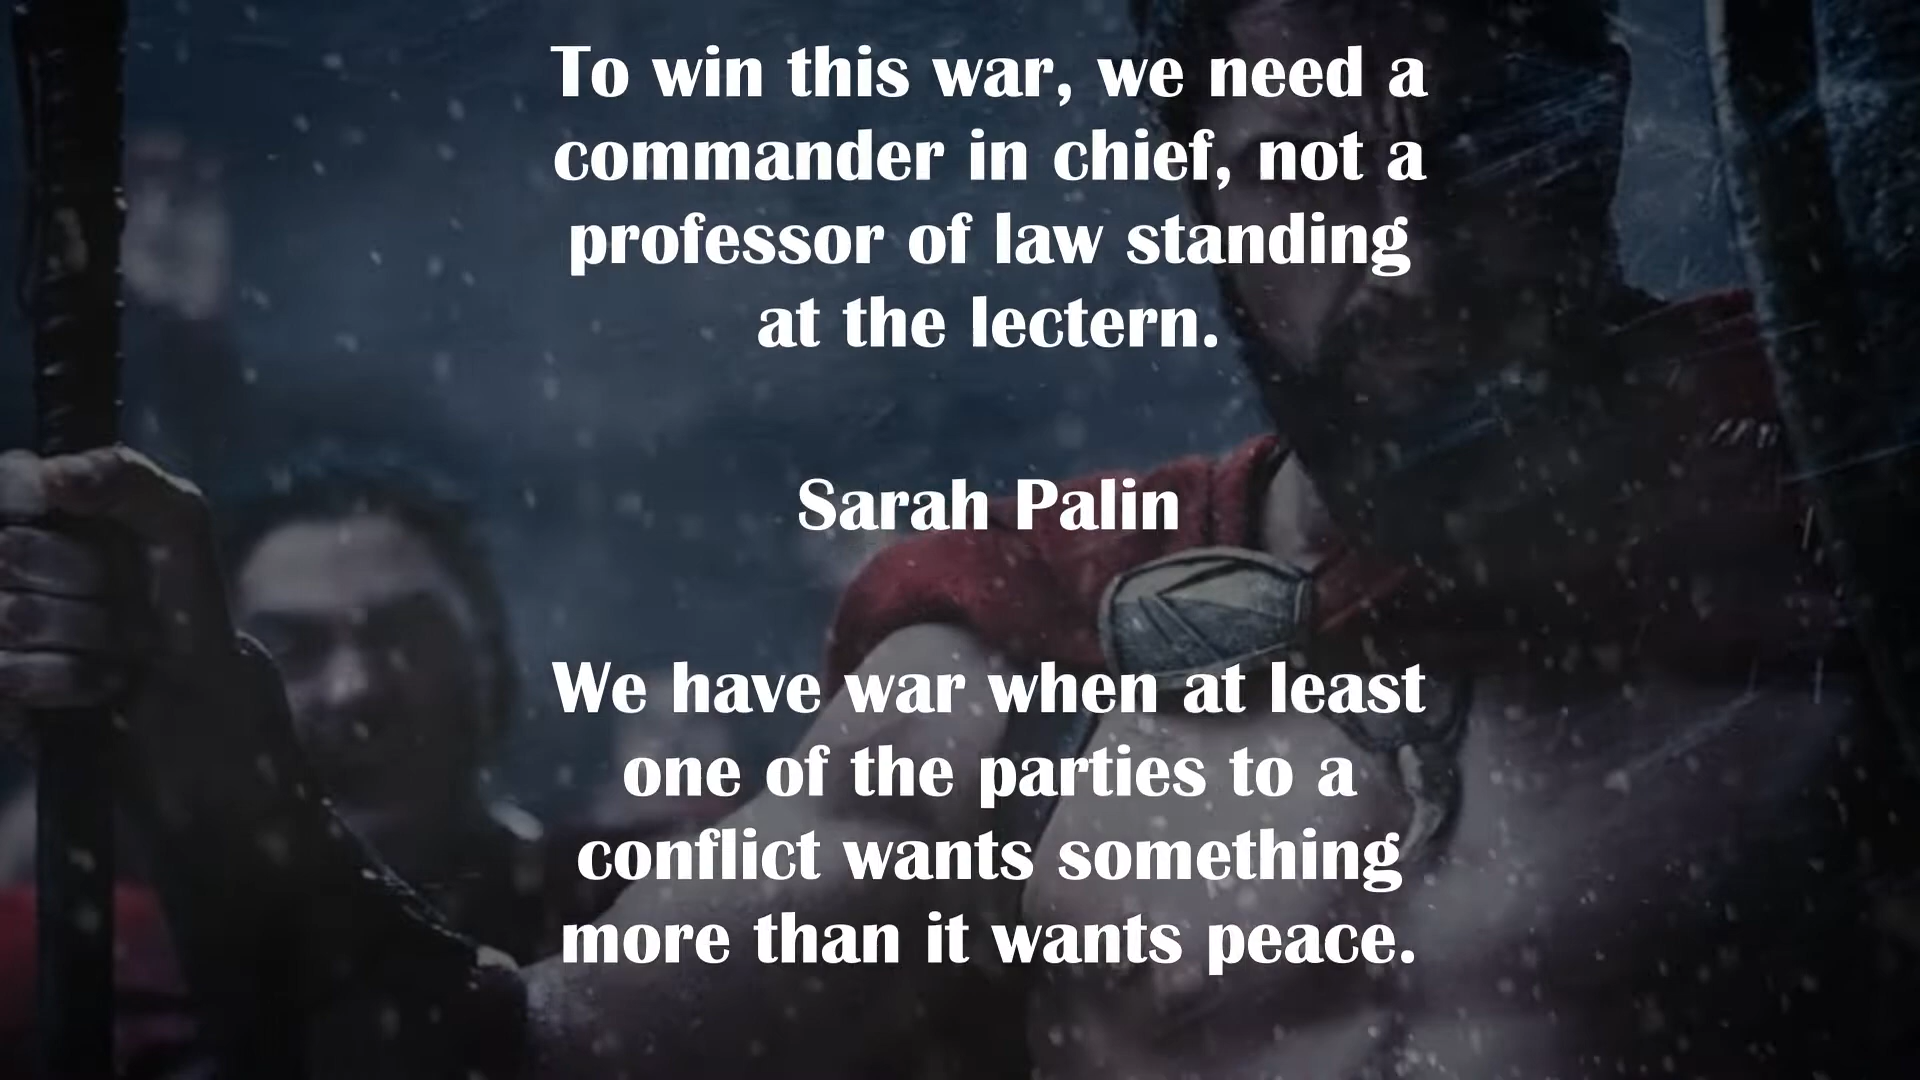 To win this war, we need a
commander in chief, not a
professor of law standing
at the lectern.
Sarah Palin
We have war when at least
one of the parties to a
conflict wants something
more than it wants peace.